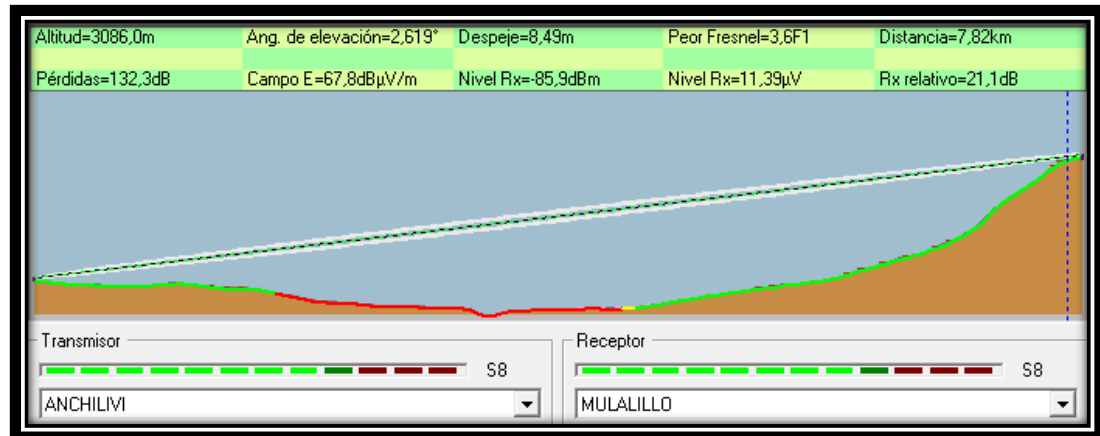 Altitud=3086,0m Ang. de elevación=2,619° Despeje=8,49m Peor Fresnel=3,6F1 Distancia=7,82km
Pérdidas=132,3dB Campo E=67,8dBµV/m Nivel Rx=-85,9dBm Nivel Rx=11,39µV Rx relativo=21,1dB
Transmisor Receptor
S8 S8
ANCHILIVI MULALILLO